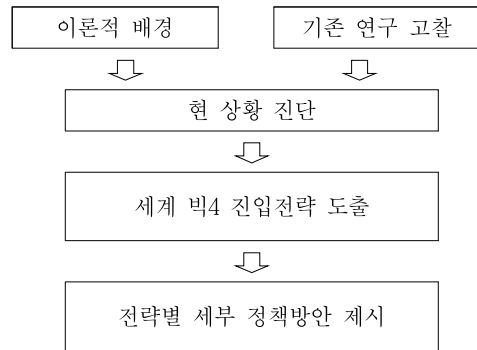 이론적 배경
기존 연구 고찰
현 상황 진단
세계 빅4 진입전략 도출
전략별 세부 정책방안 제시